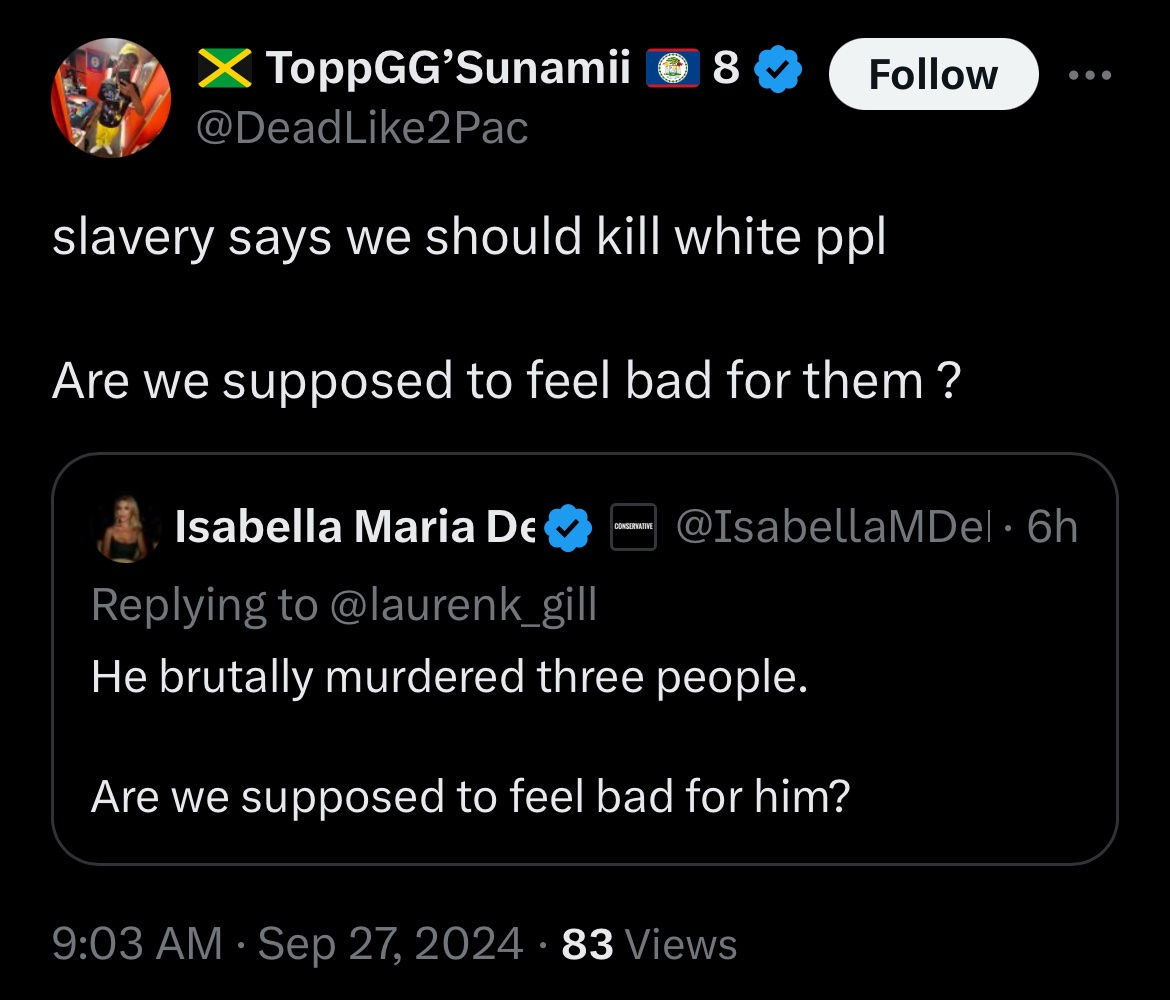 ToppGG’Sunamii 8
Follow
@DeadLike2Pac
slavery says we should kill white ppl
Are we supposed to feel bad for them ?
Isabella Maria De CONSERVATIVE @IsabellaMDel · 6h
Replying to @laurenk_gill
He brutally murdered three people.
Are we supposed to feel bad for him?
9:03 AM · Sep 27, 2024 · 83 Views